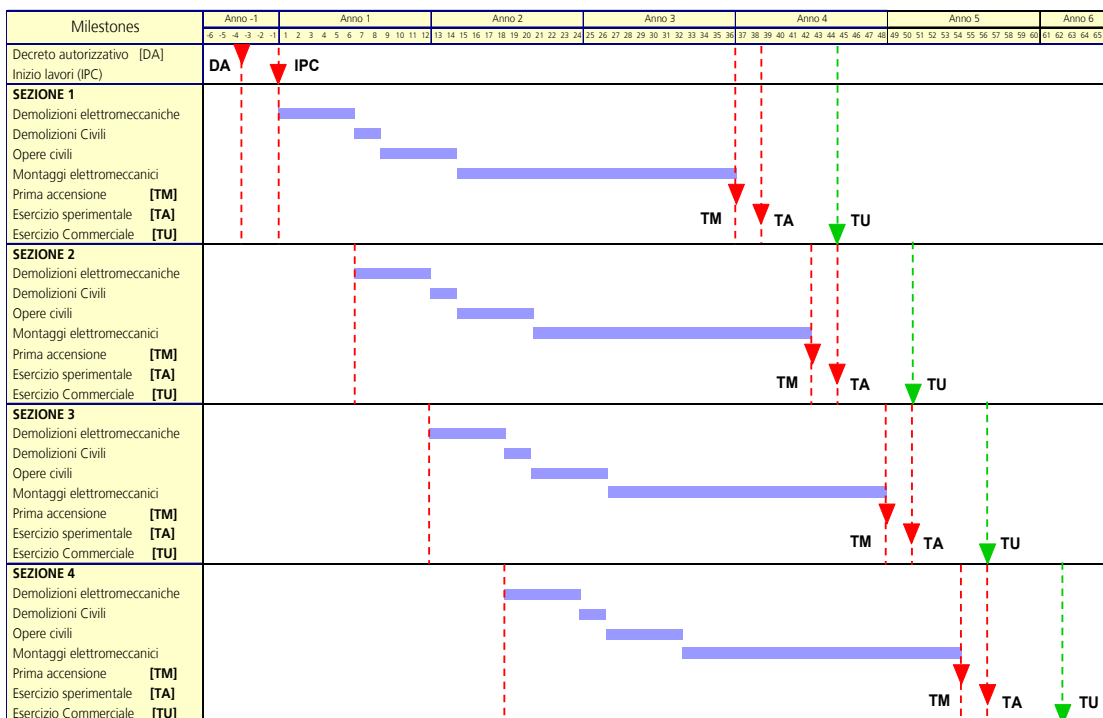 Milestones
Anno -1 Anno 1 Anno 2 Anno 3 Anno 4 Anno 5 Anno 6
-6 -5 -4 -3 -2 -1 1 2 3 4 5 6 7 8 9 10 11 12 13 14 15 16 17 18 19 20 21 22 23 24 25 26 27 28 29 30 31 32 33 34 35 36 37 38 39 40 41 42 43 44 45 46 47 48 49 50 51 52 53 54 55 56 57 58 59 60 61 62 63 64 65
Decreto autorizzativo [DA]
DA IPC
Inizio lavori (IPC)
SEZIONE 1
Demolizioni elettromeccaniche
Demolizioni Civili
Opere civili
Montaggi elettromeccanici
Prima accensione [TM]
Esercizio sperimentale [TA]
TM TA TU
Esercizio Commerciale [TU]
SEZIONE 2
Demolizioni elettromeccaniche
Demolizioni Civili
Opere civili
Montaggi elettromeccanici
Prima accensione [TM]
Esercizio sperimentale [TA]
TM TA TU
Esercizio Commerciale [TU]
SEZIONE 3
Demolizioni elettromeccaniche
Demolizioni Civili
Opere civili
Montaggi elettromeccanici
Prima accensione [TM]
Esercizio sperimentale [TA]
TM TA TU
Esercizio Commerciale [TU]
SEZIONE 4
Demolizioni elettromeccaniche
Demolizioni Civili
Opere civili
Montaggi elettromeccanici
Prima accensione [TM]
Esercizio sperimentale [TA]
TM TA TU
Esercizio Commerciale [TU]